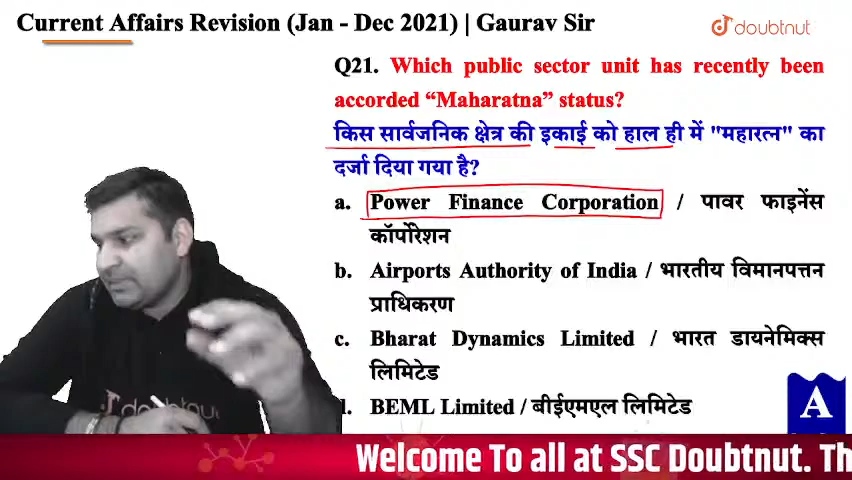 Current Affairs Revision (Jan - Dec 2021) | Gaurav Sir
doubtnut
Q21. Which public sector unit has recently been
accorded “Maharatna” status?
किस सार्वजनिक क्षेत्र की इकाई को हाल ही में "महारत्न" का
दर्जा दिया गया है?
a. Power Finance Corporation / पावर फाइनेंस
कॉर्पोरेशन
b. Airports Authority of India / भारतीय विमानपत्तन
प्राधिकरण
c. Bharat Dynamics Limited / भारत डायनेमिक्स
लिमिटेड
d. BEML Limited / बीईएमएल लिमिटेड
doubtnut
A
Welcome To all at SSC Doubtnut. Th